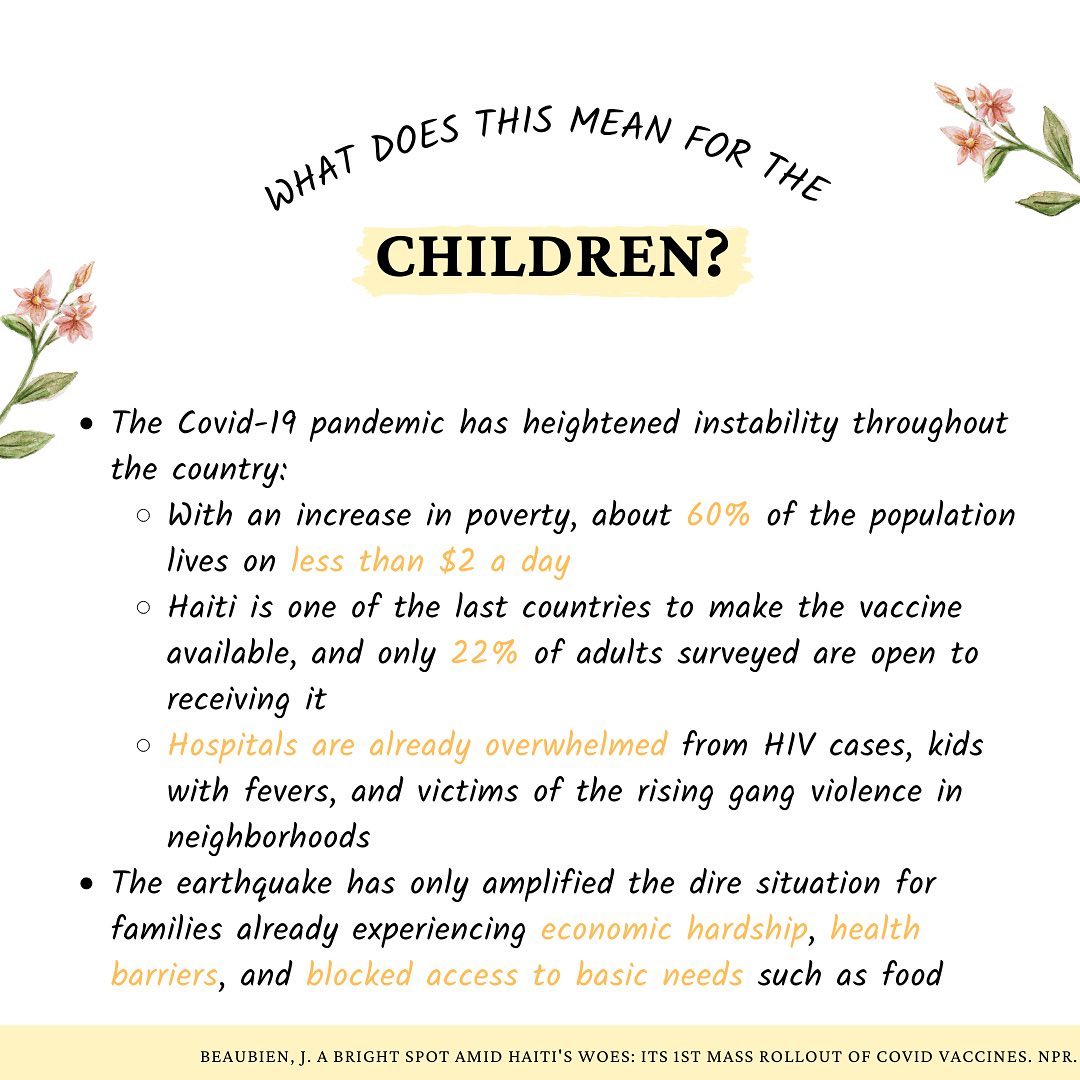 WHAT DOES THIS MEAN FOR THE
CHILDREN?
• The Covid-19 pandemic has heightened instability throughout
the country:
○ With an increase in poverty, about 60% of the population
lives on less than $2 a day
○ Haiti is one of the last countries to make the vaccine
available, and only 22% of adults surveyed are open to
receiving it
○ Hospitals are already overwhelmed from HIV cases, kids
with fevers, and victims of the rising gang violence in
neighborhoods
• The earthquake has only amplified the dire situation for
families already experiencing economic hardship, health
barriers, and blocked access to basic needs such as food
BEAUBIEN, J. A BRIGHT SPOT AMID HAITI'S WOES: ITS 1ST MASS ROLLOUT OF COVID VACCINES. NPR.